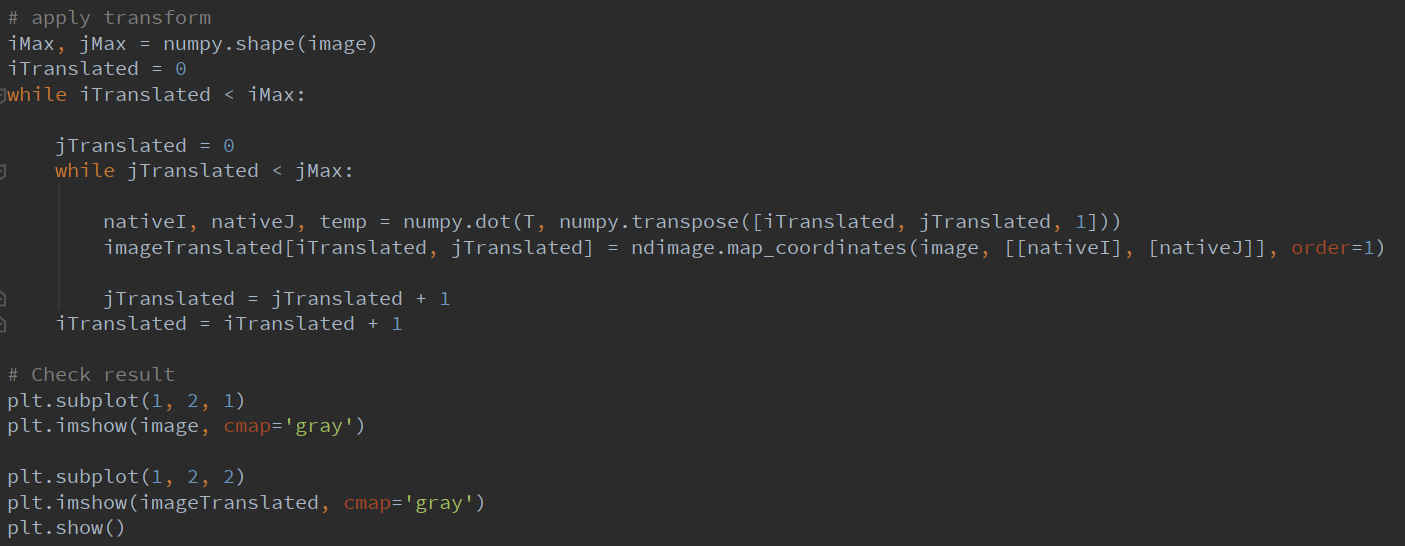 # apply transform
iMax, jMax = numpy.shape(image)
iTranslated = 0
while iTranslated < iMax:
    jTranslated = 0
    while jTranslated < jMax:
        nativeI, nativeJ, temp = numpy.dot(T, numpy.transpose([iTranslated, jTranslated, 1]))
        imageTranslated[iTranslated, jTranslated] = ndimage.map_coordinates(image, [[nativeI], [nativeJ]], order=1)
        jTranslated = jTranslated + 1
    iTranslated = iTranslated + 1
# Check result
plt.subplot(1, 2, 1)
plt.imshow(image, cmap='gray')
plt.subplot(1, 2, 2)
plt.imshow(imageTranslated, cmap='gray')
plt.show()